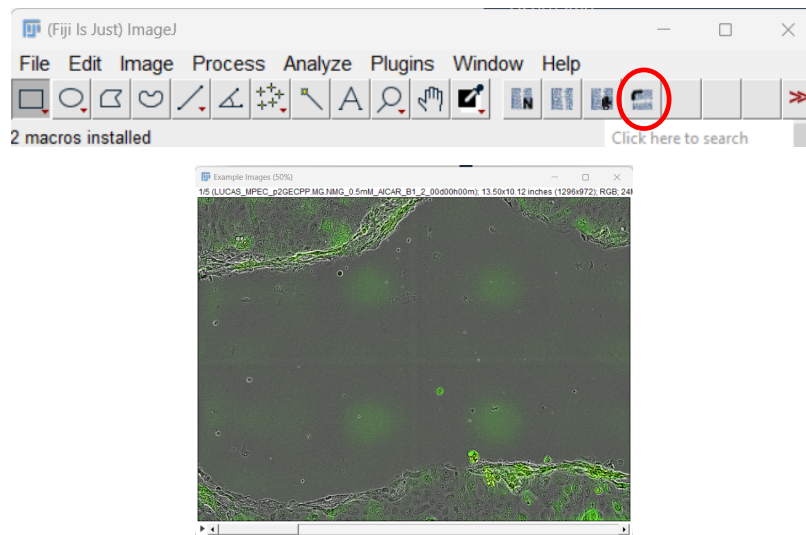 (Fiji Is Just) ImageJ
File Edit Image Process Analyze Plugins Window Help
A N
>>
2 macros installed
Click here to search
Example Images (50%)
1/5 (LUCAS_MPEC_p2GECPP.MG.NMG_0.5mM_AICAR_B1_2_00d00h00m); 13.50x10.12 inches (1296x972); RGB; 24M